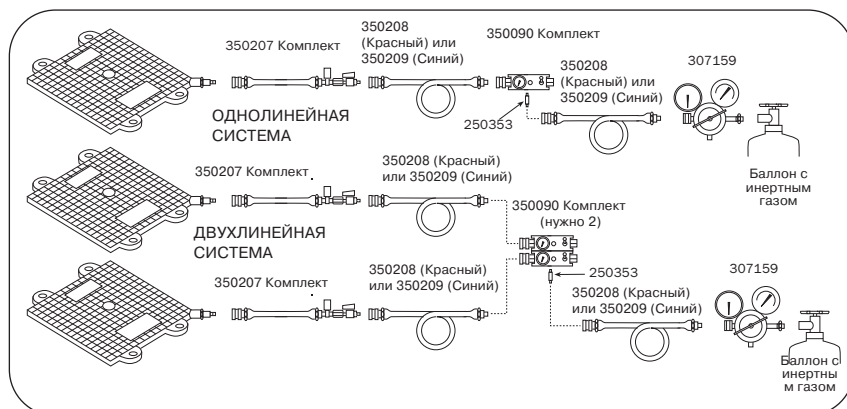 350207 Комплект
350208
(Красный) или
350209 (Синий)
350090 Комплект
350208
(Красный) или
350209 (Синий)
307159
250353
ОДНОЛИНЕЙНАЯ
СИСТЕМА
Баллон с
инертным
газом
350207 Комплект
350208 (Красный)
или 350209 (Синий)
350090 Комплект
(нужно 2)
ДВУХЛИНЕЙНАЯ
СИСТЕМА
350207 Комплект
350208 (Красный)
или 350209 (Синий)
250353
350208 (Красный)
или 350209 (Синий)
307159
Баллон с
инертны
м газом